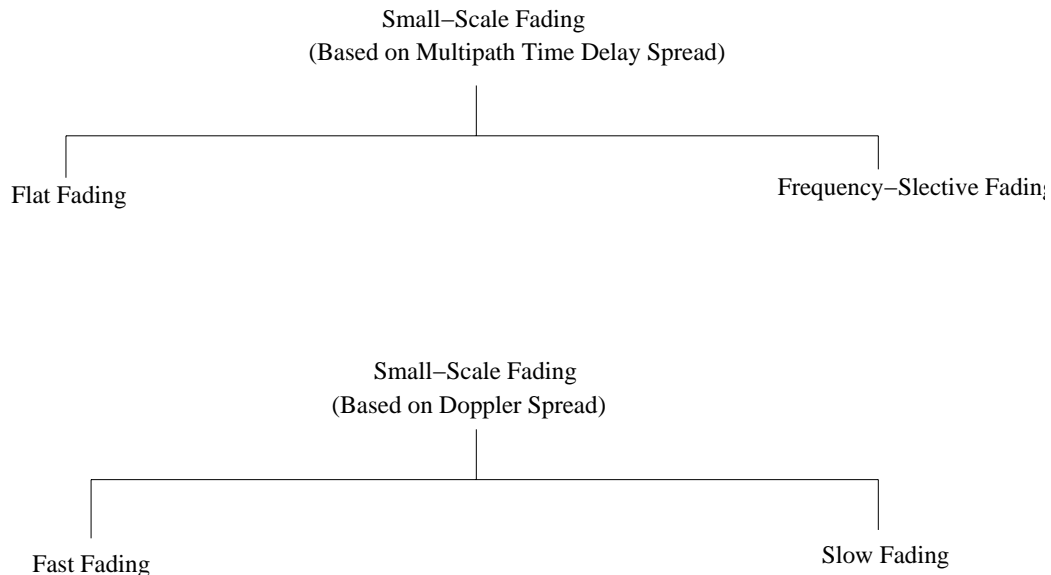 Small−Scale Fading
(Based on Multipath Time Delay Spread)
Flat Fading
Frequency−Slective Fading
Small−Scale Fading
(Based on Doppler Spread)
Fast Fading
Slow Fading